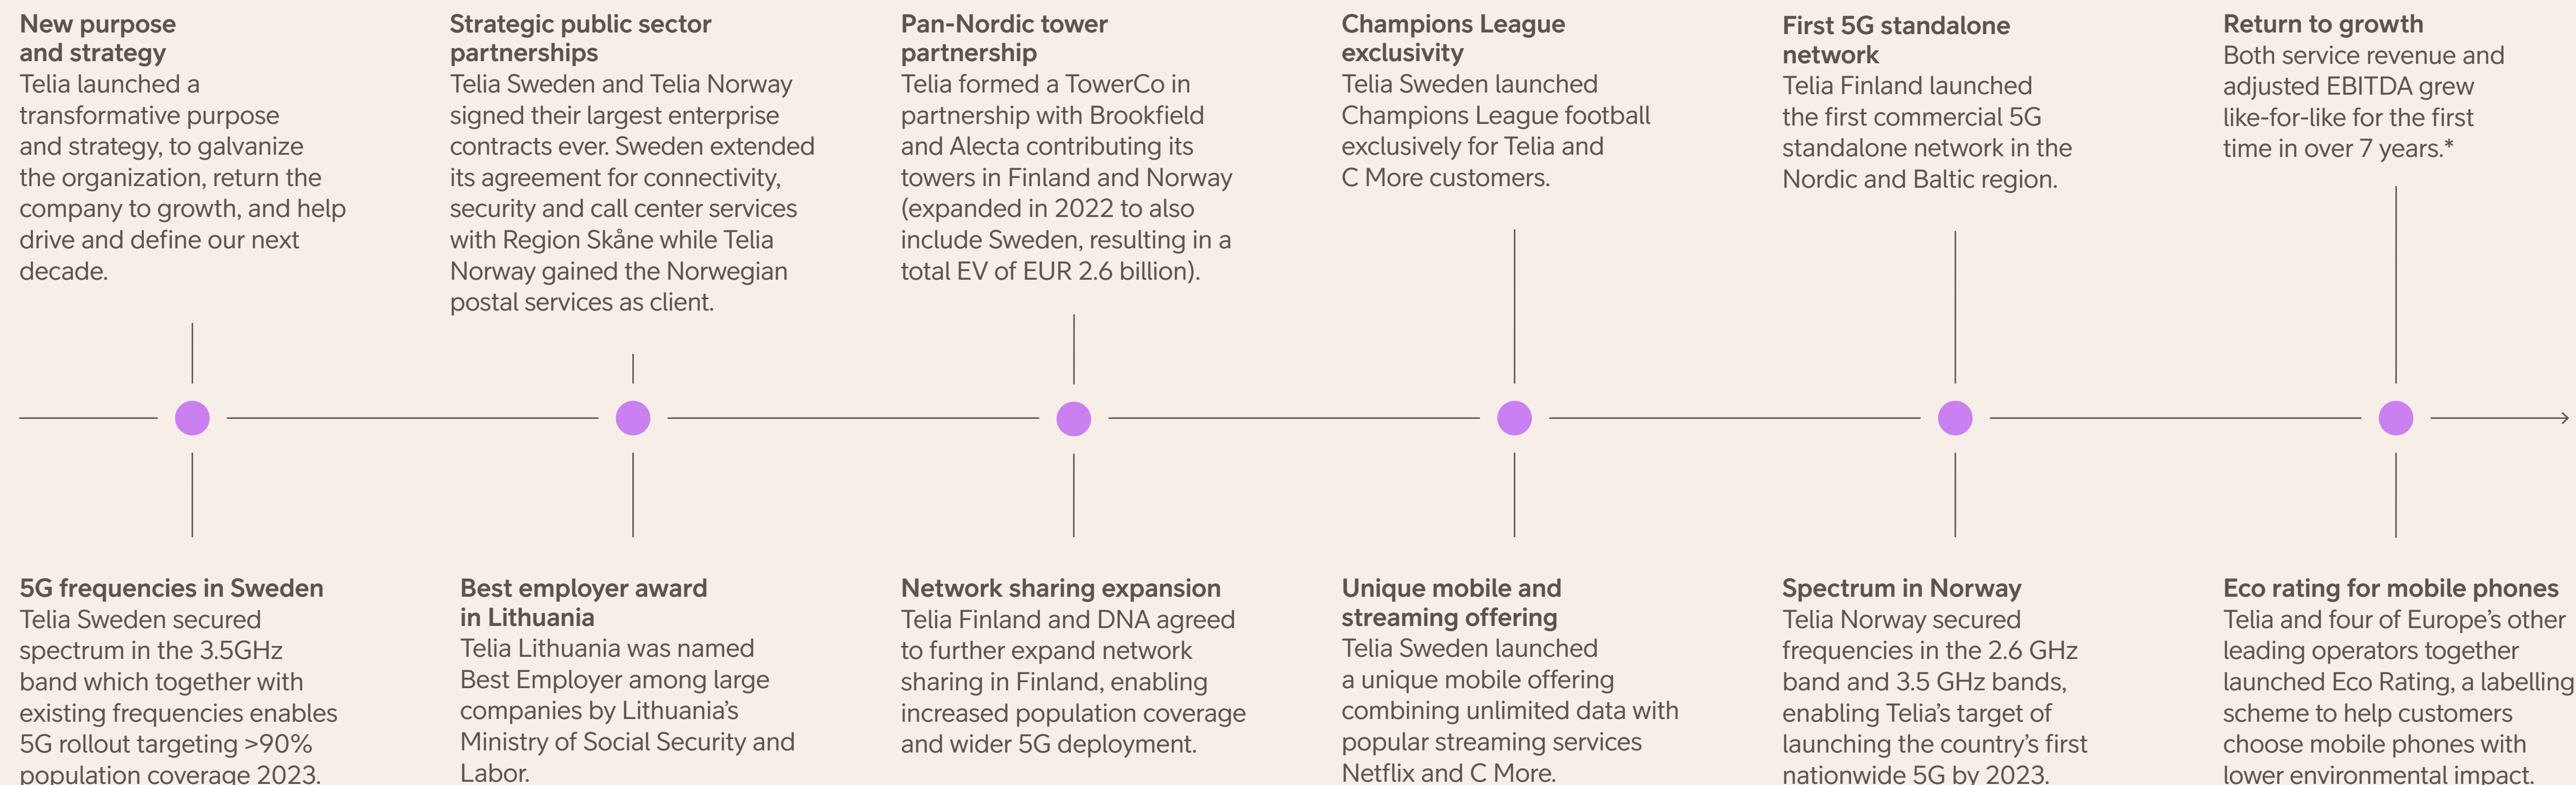 New purpose
and strategy
Telia launched a
transformative purpose
and strategy, to galvanize
the organization, return the
company to growth, and help
drive and define our next
decade.
Strategic public sector
partnerships
Telia Sweden and Telia Norway
signed their largest enterprise
contracts ever. Sweden extended
its agreement for connectivity,
security and call center services
with Region Skåne while Telia
Norway gained the Norwegian
postal services as client.
Pan-Nordic tower
partnership
Telia formed a TowerCo in
partnership with Brookfield
and Alecta contributing its
towers in Finland and Norway
(expanded in 2022 to also
include Sweden, resulting in a
total EV of EUR 2.6 billion).
Champions League
exclusivity
Telia Sweden launched
Champions League football
exclusively for Telia and
C More customers.
First 5G standalone
network
Telia Finland launched
the first commercial 5G
standalone network in the
Nordic and Baltic region.
Return to growth
Both service revenue and
adjusted EBITDA grew
like-for-like for the first
time in over 7 years.*
5G frequencies in Sweden
Telia Sweden secured
spectrum in the 3.5GHz
band which together with
existing frequencies enables
5G rollout targeting >90%
population coverage 2023.
Best employer award
in Lithuania
Telia Lithuania was named
Best Employer among large
companies by Lithuania's
Ministry of Social Security and
Labor.
Network sharing expansion
Telia Finland and DNA agreed
to further expand network
sharing in Finland, enabling
increased population coverage
and wider 5G deployment.
Unique mobile and
streaming offering
Telia Sweden launched
a unique mobile offering
combining unlimited data with
popular streaming services
Netflix and C More.
Spectrum in Norway
Telia Norway secured
frequencies in the 2.6 GHz
band and 3.5 GHz bands,
enabling Telia's target of
launching the country's first
nationwide 5G by 2023.
Eco rating for mobile phones
Telia and four of Europe's other
leading operators together
launched Eco Rating, a labelling
scheme to help customers
choose mobile phones with
lower environmental impact.